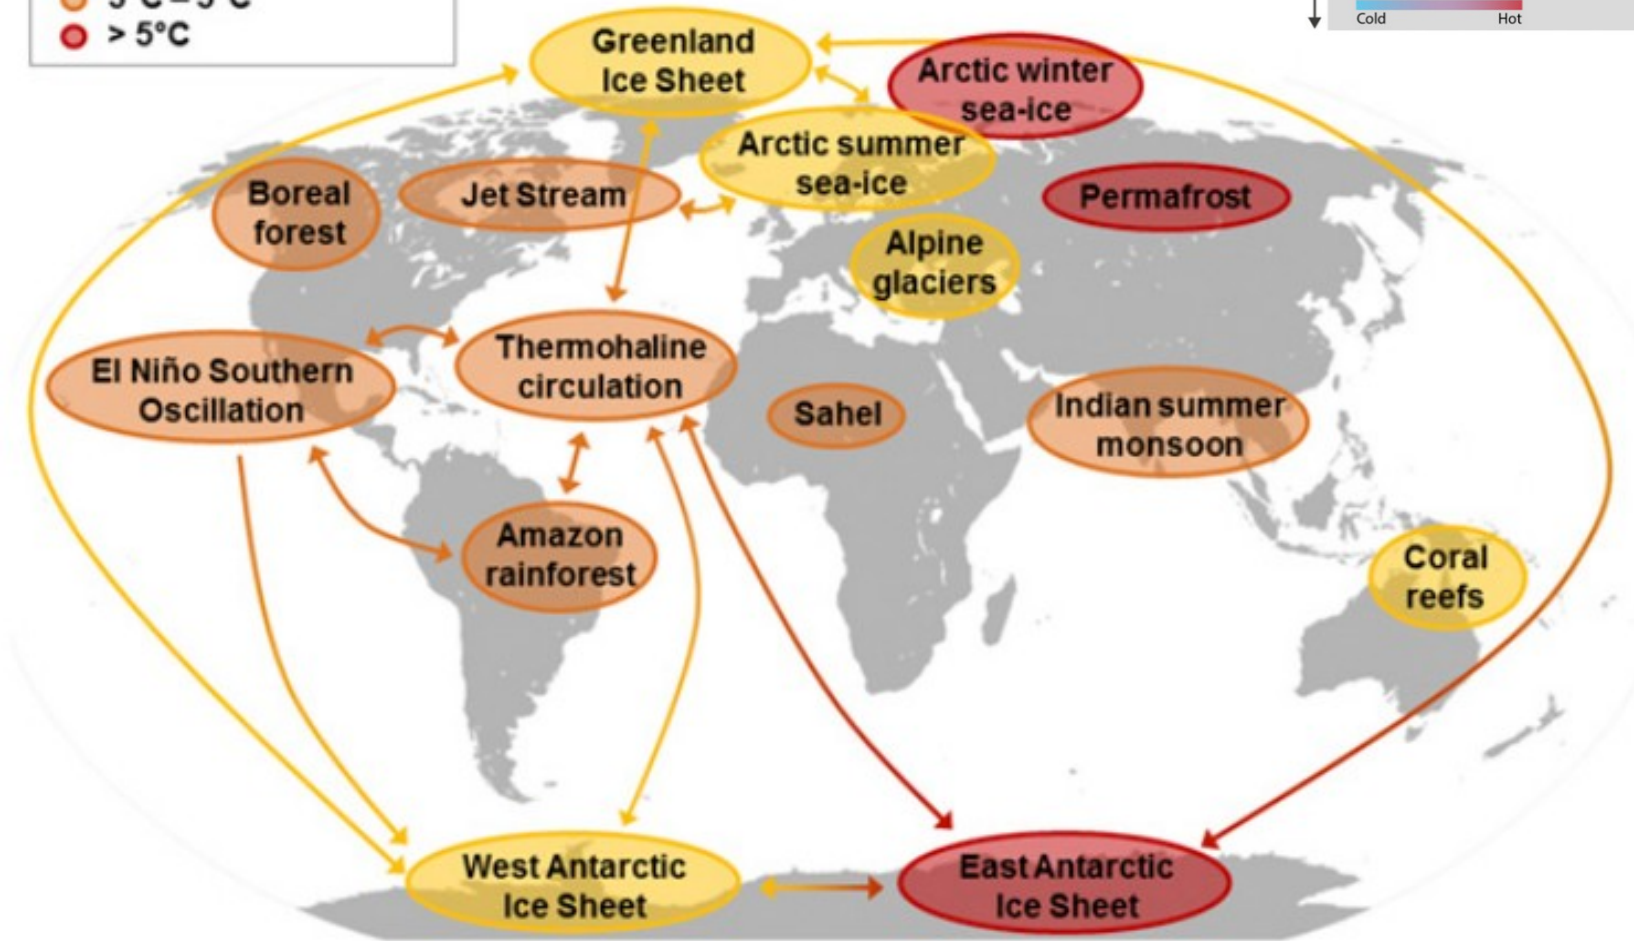 > 5°C
Cold Hot
Greenland
Ice Sheet
Arctic winter
sea-ice
Arctic summer
sea-ice
Boreal
forest
Jet Stream
Permafrost
Alpine
glaciers
El Niño Southern
Oscillation
Thermohaline
circulation
Sahel
Indian summer
monsoon
Amazon
rainforest
Coral
reefs
West Antarctic
Ice Sheet
East Antarctic
Ice Sheet